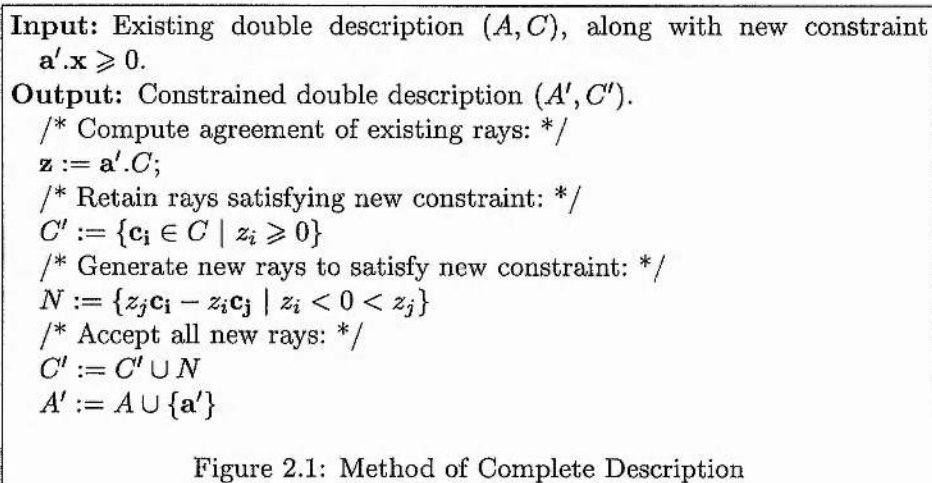 Input: Existing double description (A, C), along with new constraint
a′.x ⩾ 0.
Output: Constrained double description (A′, C′).
/* Compute agreement of existing rays: */
z := a′.C;
/* Retain rays satisfying new constraint: */
C′ := {cᵢ ∈ C | zᵢ ⩾ 0}
/* Generate new rays to satisfy new constraint: */
N := {zⱼcᵢ − zᵢcⱼ | zᵢ < 0 < zⱼ}
/* Accept all new rays: */
C′ := C′ ∪ N
A′ := A ∪ {a′}
Figure 2.1: Method of Complete Description